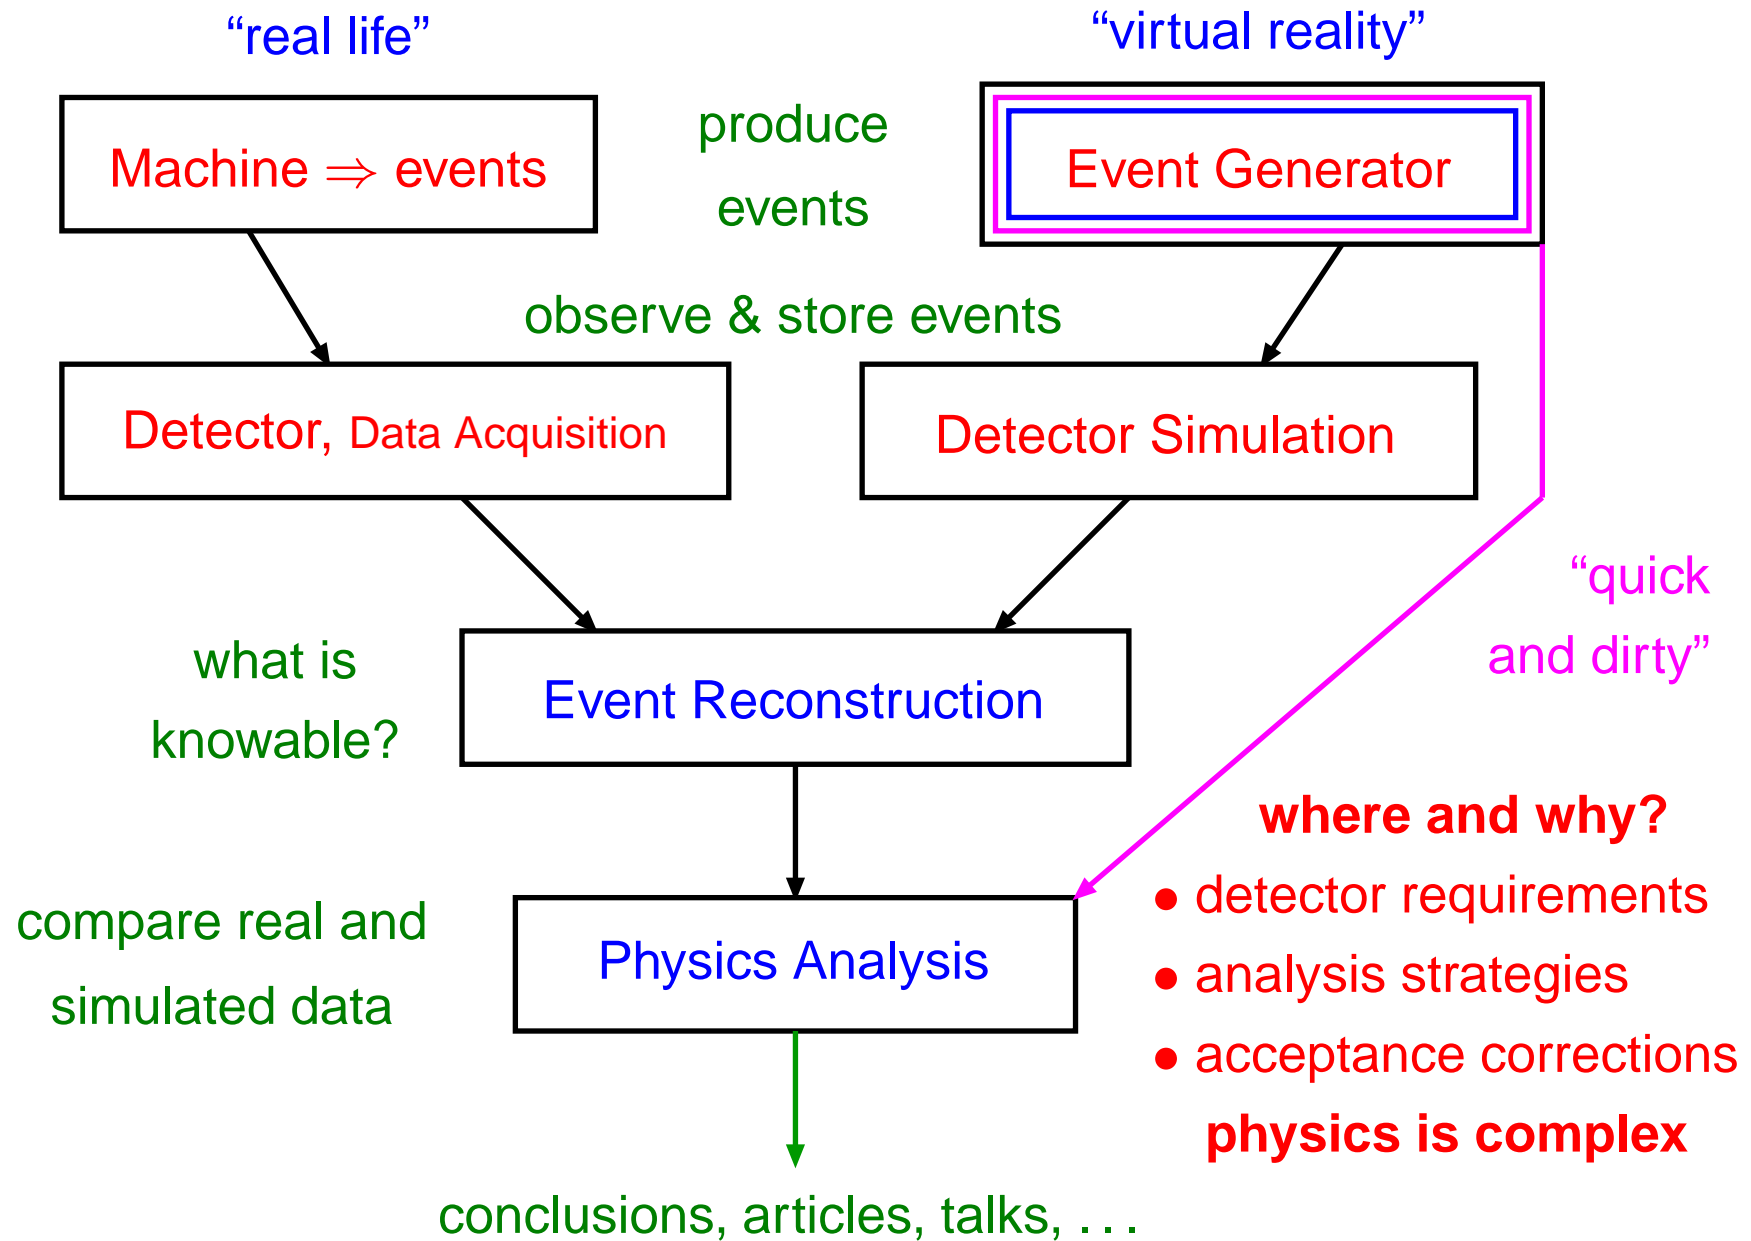 “real life”
“virtual reality”
Machine ⇒ events
produce
events
Event Generator
observe & store events
Detector, Data Acquisition
Detector Simulation
“quick
and dirty”
what is
knowable?
Event Reconstruction
where and why?
• detector requirements
• analysis strategies
• acceptance corrections
physics is complex
compare real and
simulated data
Physics Analysis
conclusions, articles, talks, . . .